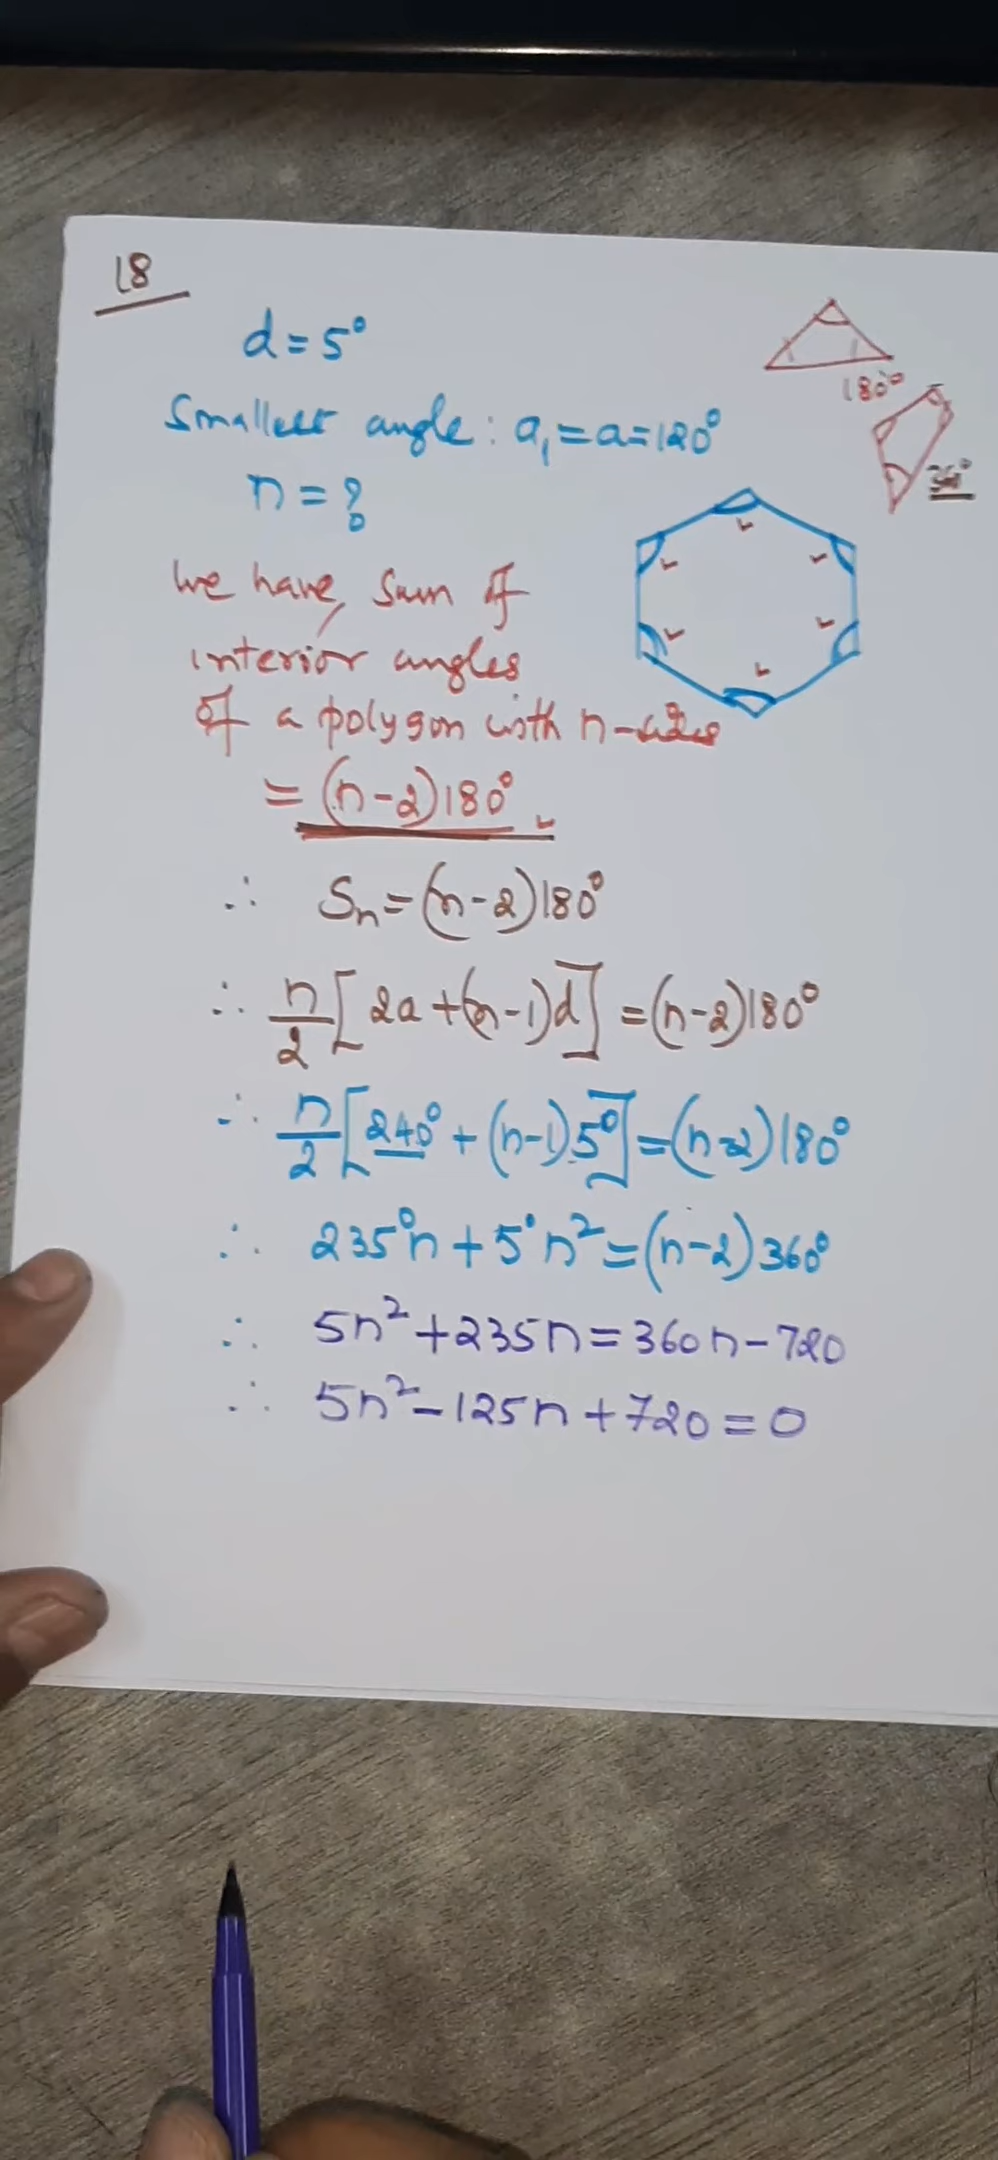 18
d = 5°
180°
Smallest angle : a₁ = a = 120°
360°
n = ?
We have, Sum of
interior angles
of a polygon with n-sides
= (n-2)180°
∴ Sₙ = (n-2)180°
∴ n/2 [2a + (n-1)d] = (n-2)180°
∴ n/2 [240° + (n-1)5°] = (n-2)180°
∴ 235°n + 5°n² = (n-2)360°
∴ 5n² + 235n = 360n - 720
∴ 5n² - 125n + 720 = 0